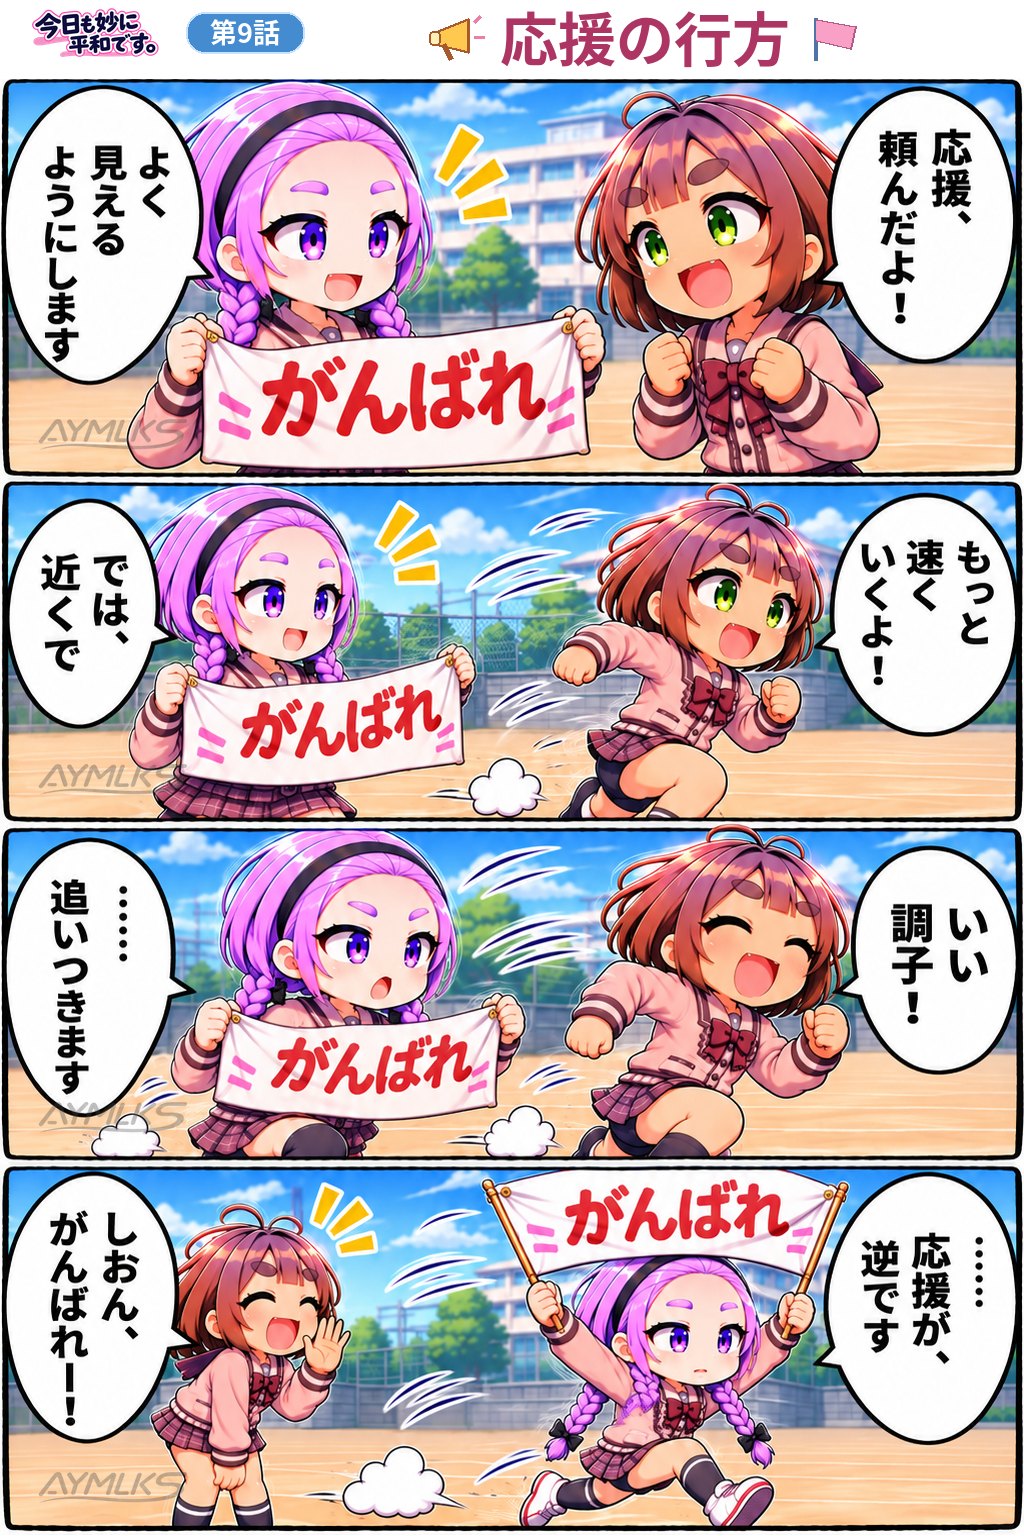 今日も妙に
平和です。
第9話
応援の行方
応援、
頼んだよ！
よく
見える
ようにします
がんばれ
AYMLKS
もっと
速く
いくよ！
では、
近くで
がんばれ
AYMLKS
いい
調子！
……
追いつきます
がんばれ
AYMLKS
……
応援が、
逆です
がんばれ
しおん、
がんばれー！
AYMLKS